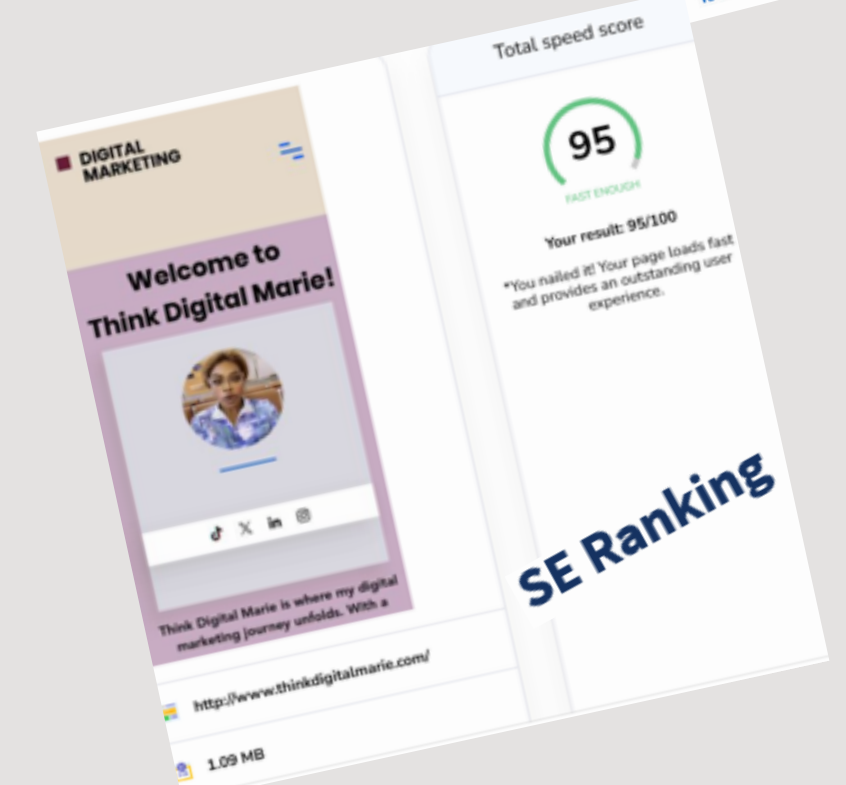 DIGITAL
MARKETING
Welcome to
Think Digital Marie!
Think Digital Marie is where my digital
marketing journey unfolds. With a
http://www.thinkdigitalmarie.com/
1.09 MB
Total speed score
95
FAST ENOUGH
Your result: 95/100
*You nailed it! Your page loads fast
and provides an outstanding user
experience.
SE Ranking